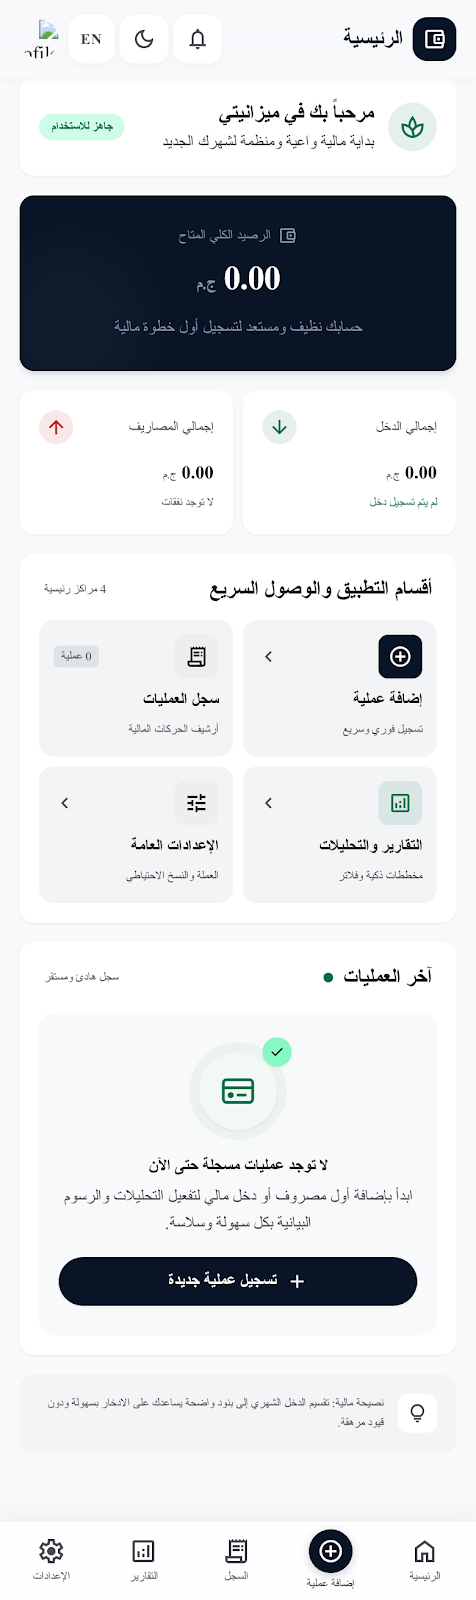 الرئيسية
EN
ofil
مرحباً بك في ميزانيتي
بداية مالية واعية ومنظمة لشهرك الجديد
جاهز للاستخدام
الرصيد الكلي المتاح
0.00 ج.م
حسابك نظيف ومستعد لتسجيل أول خطوة مالية
إجمالي الدخل
0.00 ج.م
لم يتم تسجيل دخل
إجمالي المصاريف
0.00 ج.م
لا توجد نفقات
أقسام التطبيق والوصول السريع
4 مراكز رئيسية
إضافة عملية
تسجيل فوري وسريع
0 عملية
سجل العمليات
أرشيف الحركات المالية
التقارير والتحليلات
مخططات ذكية وفلاتر
الإعدادات العامة
العملة والنسخ الاحتياطي
آخر العمليات
سجل هادئ ومستقر
لا توجد عمليات مسجلة حتى الآن
ابدأ بإضافة أول مصروف أو دخل مالي لتفعيل التحليلات والرسوم
البيانية بكل سهولة وسلاسة.
تسجيل عملية جديدة
نصيحة مالية: تقسيم الدخل الشهري إلى بنود واضحة يساعدك على الادخار بسهولة ودون
قيود مرهقة.
الرئيسية
إضافة عملية
السجل
التقارير
الإعدادات